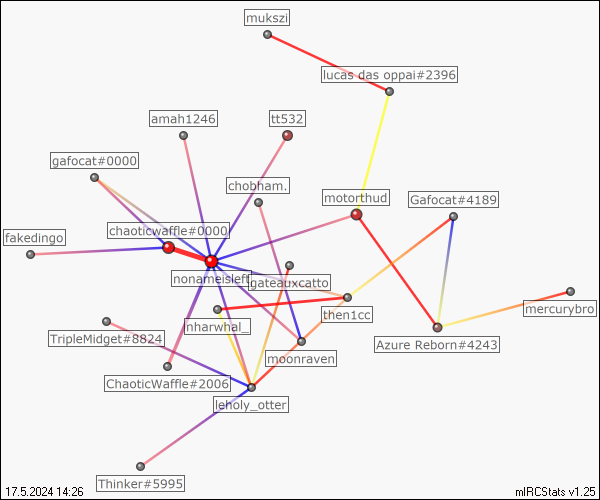 mukszi
lucas das oppai#2396
amah1246
tt532
gafocat#0000
chobham.
motorthud
Gafocat#4189
chaoticwaffle#0000
fakedingo
nonameisleft
gateauxcatto
nharwhal_
then1cc
mercurybro
TripleMidget#8824
Azure Reborn#4243
moonraven
ChaoticWaffle#2006
leholy_otter
Thinker#5995
17.5.2024 14:26
mIRCStats v1.25